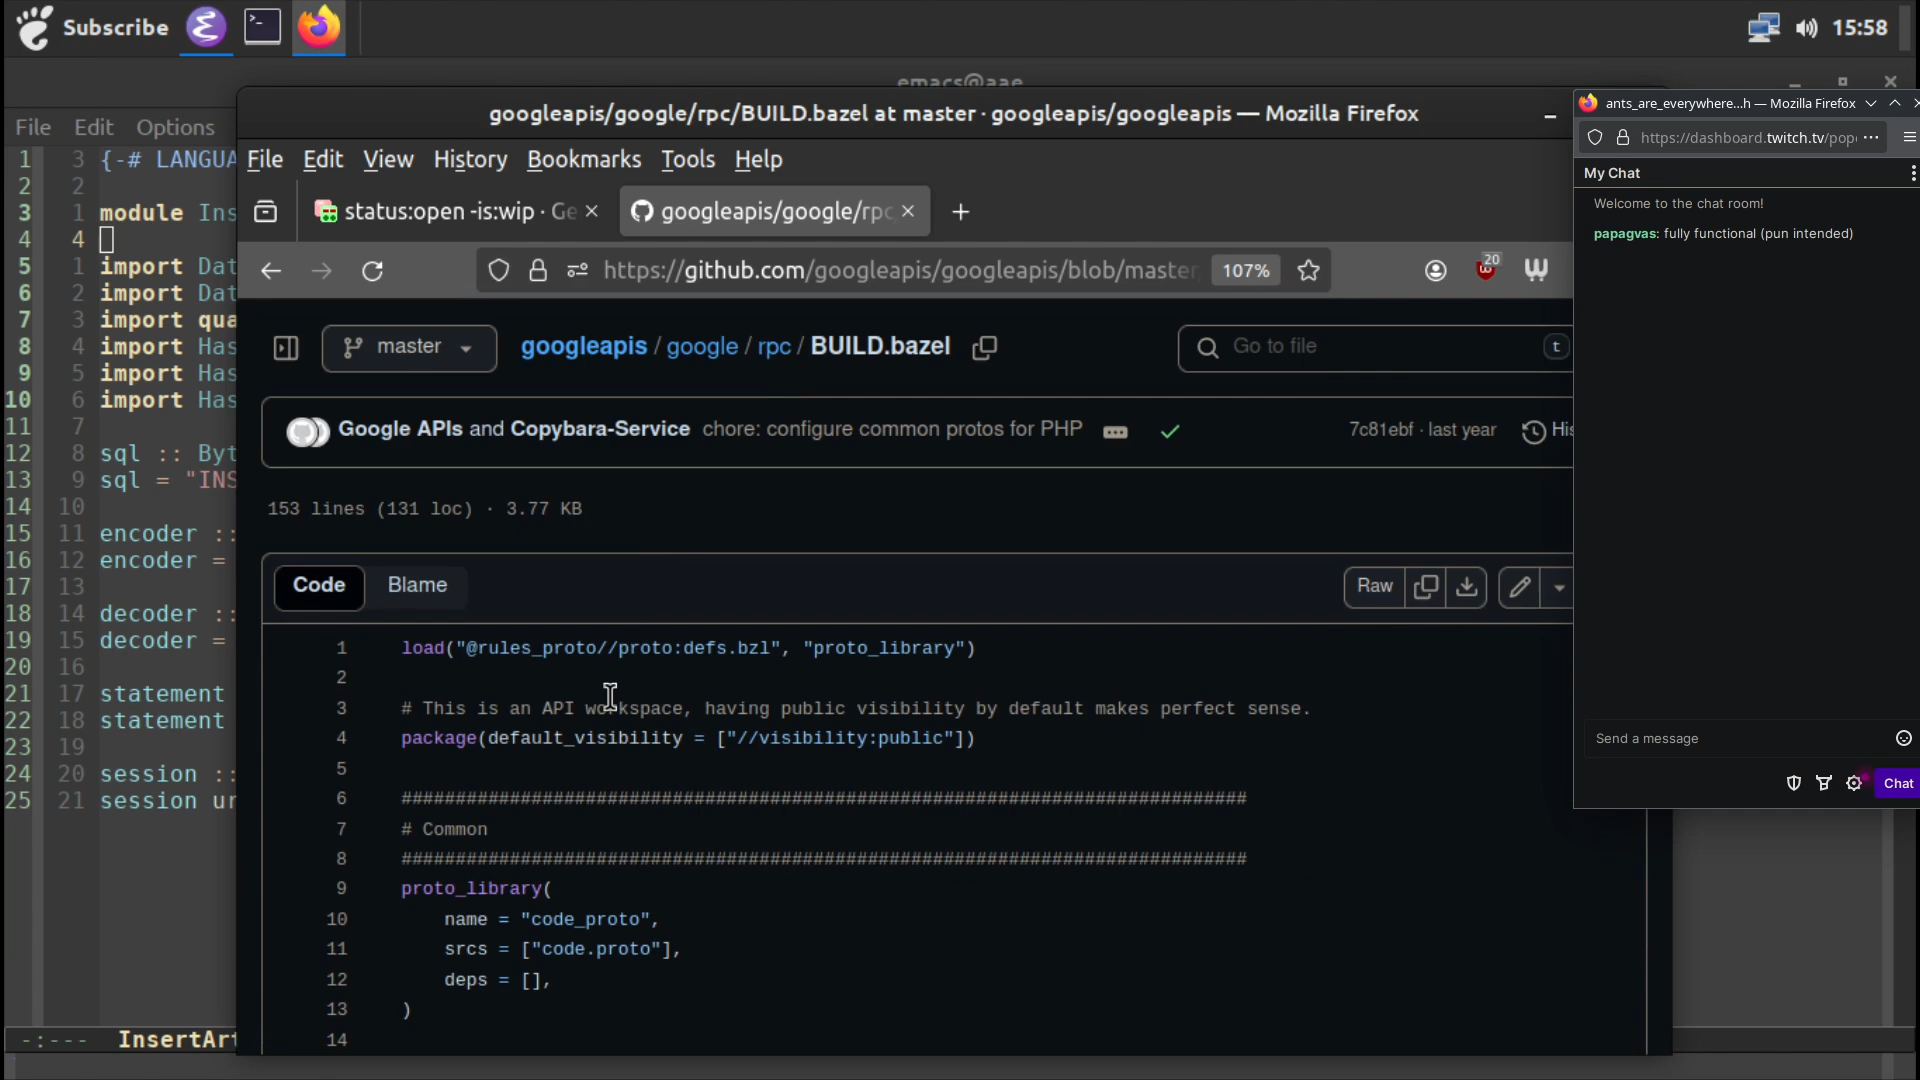 Subscribe
15:58
emacs@aae
File Edit Options
1 3 {-# LANGUA
2 2
3 1 module Ins
4 4
5 1 import Dat
6 2 import Dat
7 3 import qua
8 4 import Has
9 5 import Has
10 6 import Has
11 7
12 8 sql :: Byt
13 9 sql = "INS
14 10
15 11 encoder ::
16 12 encoder =
17 13
18 14 decoder ::
19 15 decoder =
20 16
21 17 statement
22 18 statement
23 19
24 20 session ::
25 21 session ur
-:--- InsertArt
googleapis/google/rpc/BUILD.bazel at master · googleapis/googleapis — Mozilla Firefox
File Edit View History Bookmarks Tools Help
status:open -is:wip · Ge
googleapis/google/rpc
https://github.com/googleapis/googleapis/blob/master
107%
20
master
googleapis / google / rpc / BUILD.bazel
Go to file
t
Google APIs and Copybara-Service chore: configure common protos for PHP
7c81ebf · last year
His
153 lines (131 loc) · 3.77 KB
Code Blame
Raw
1 load("@rules_proto//proto:defs.bzl", "proto_library")
2
3 # This is an API workspace, having public visibility by default makes perfect sense.
4 package(default_visibility = ["//visibility:public"])
5
6 ##############################################################################
7 # Common
8 ##############################################################################
9 proto_library(
10 name = "code_proto",
11 srcs = ["code.proto"],
12 deps = [],
13 )
14
ants_are_everywhere...h — Mozilla Firefox
https://dashboard.twitch.tv/pop
My Chat
Welcome to the chat room!
papagvas: fully functional (pun intended)
Send a message
Chat